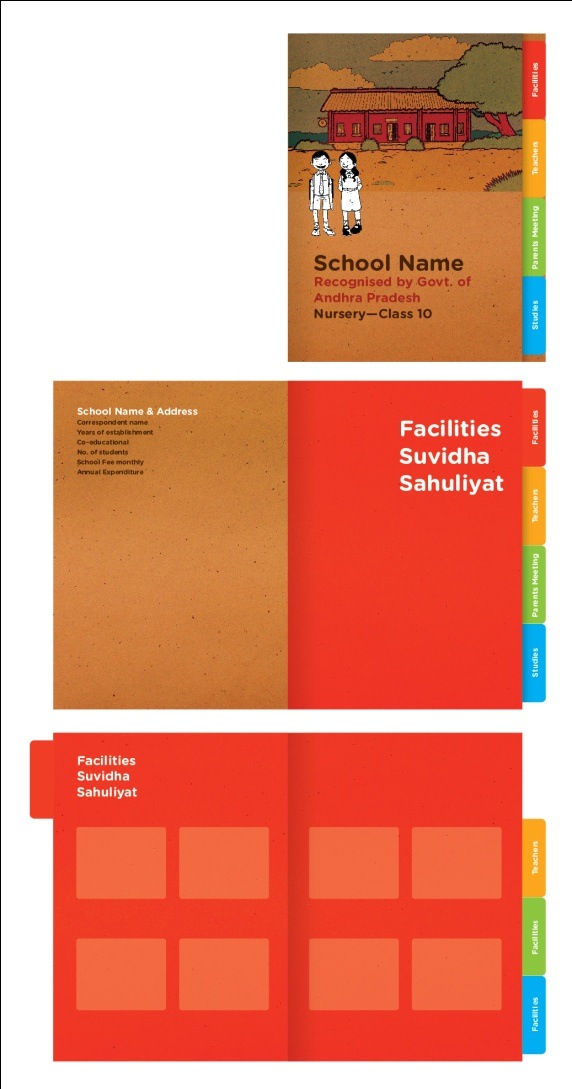 School Name
Recognised by Govt. of
Andhra Pradesh
Nursery—Class 10
Facilities
Teachers
Parents Meeting
Studies
School Name & Address
Correspondent name
Years of establishment
Co-educational
No. of students
School Fee monthly
Annual Expenditure
Facilities
Suvidha
Sahuliyat
Facilities
Teachers
Parents Meeting
Studies
Facilities
Suvidha
Sahuliyat
Teachers
Facilities
Facilities